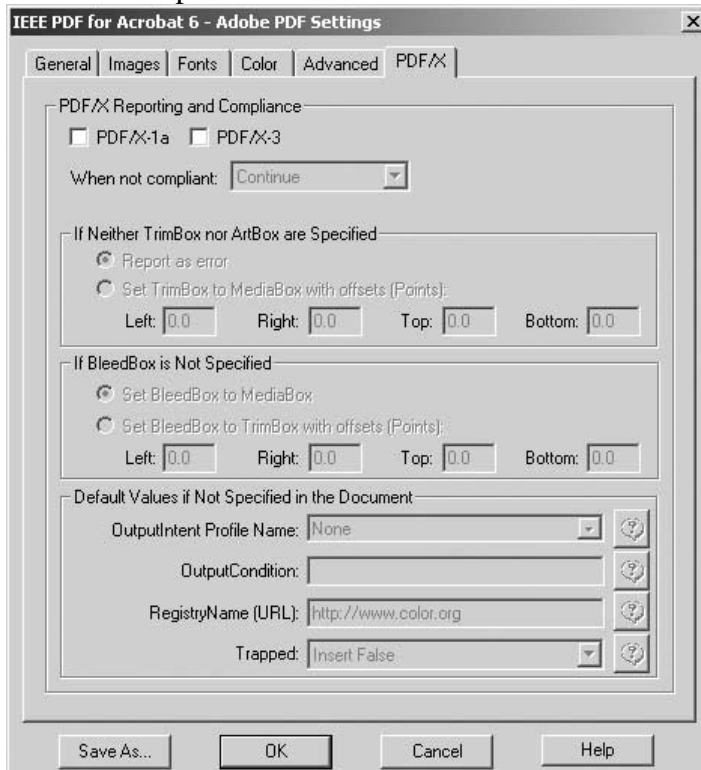 IEEE PDF for Acrobat 6 - Adobe PDF Settings
General Images Fonts Color Advanced PDF/X
PDF/X Reporting and Compliance
PDF/X-1a PDF/X-3
When not compliant: Continue
If Neither TrimBox nor ArtBox are Specified
Report as error
Set TrimBox to MediaBox with offsets (Points):
Left: 0.0 Right: 0.0 Top: 0.0 Bottom: 0.0
If BleedBox is Not Specified
Set BleedBox to MediaBox
Set BleedBox to TrimBox with offsets (Points):
Left: 0.0 Right: 0.0 Top: 0.0 Bottom: 0.0
Default Values if Not Specified in the Document
OutputIntent Profile Name: None
OutputCondition:
RegistryName (URL): http://www.color.org
Trapped: Insert False
Save As... OK Cancel Help